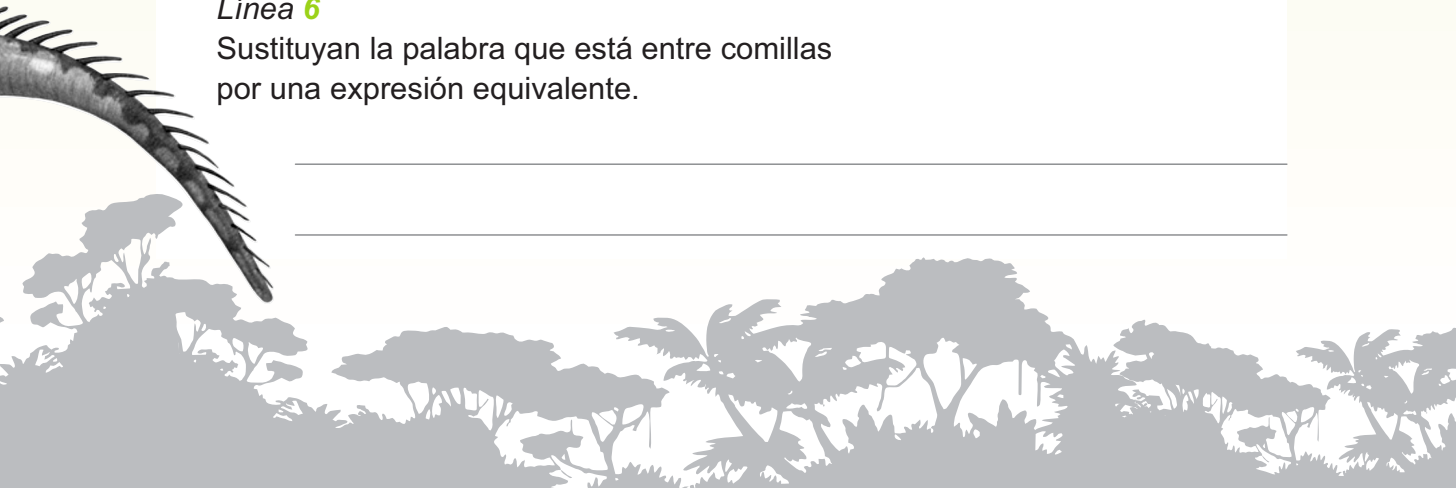 Línea 6
Sustituyan la palabra que está entre comillas
por una expresión equivalente.